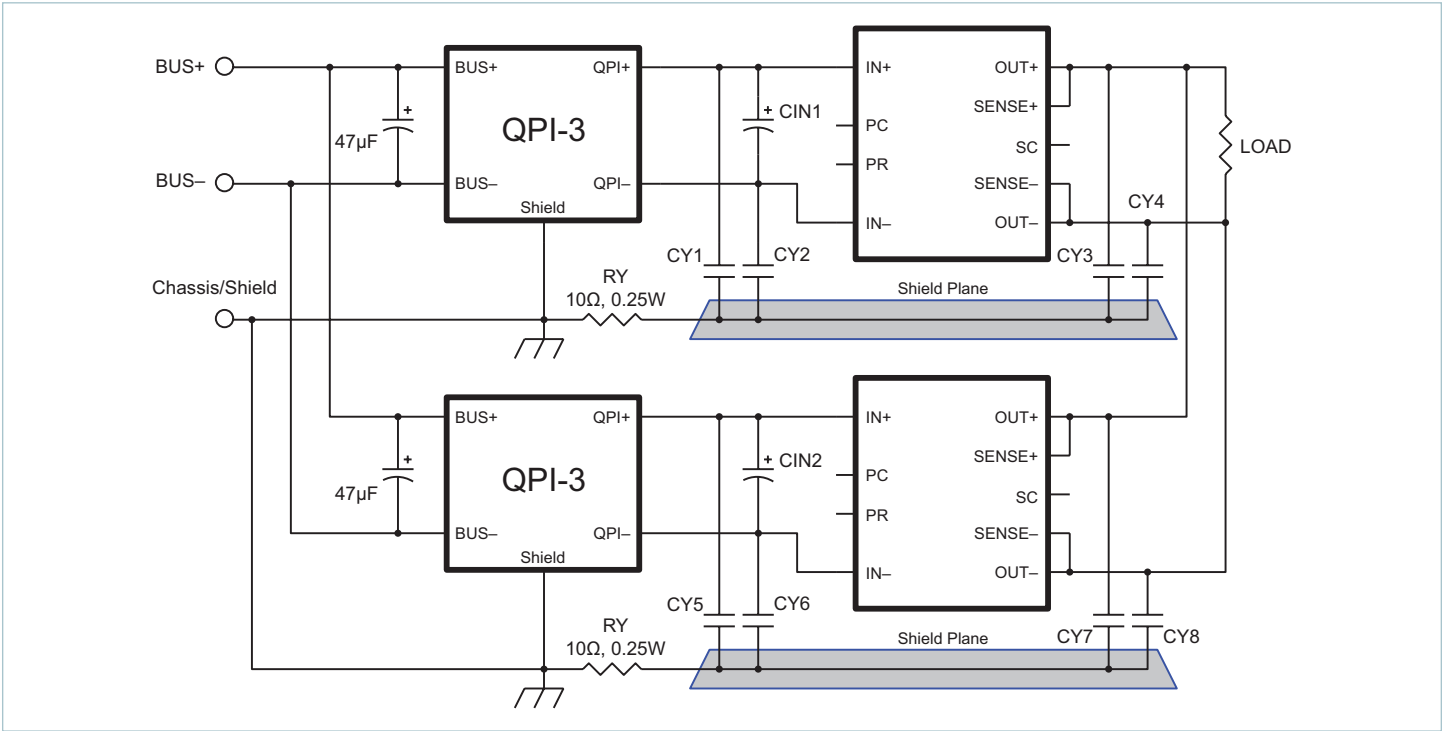 BUS+
BUS+
QPI+
IN+
OUT+
+
47µF
QPI-3
+ CIN1
PC
SENSE+
SC
LOAD
PR
BUS–
BUS–
QPI–
SENSE–
Shield
IN–
OUT–
CY4
CY1
CY2
CY3
Chassis/Shield
RY
10Ω, 0.25W
Shield Plane
BUS+
QPI+
IN+
OUT+
+
47µF
QPI-3
+ CIN2
SENSE+
PC
SC
PR
BUS–
QPI–
SENSE–
Shield
IN–
OUT–
CY5
CY6
RY
10Ω, 0.25W
Shield Plane
CY7
CY8